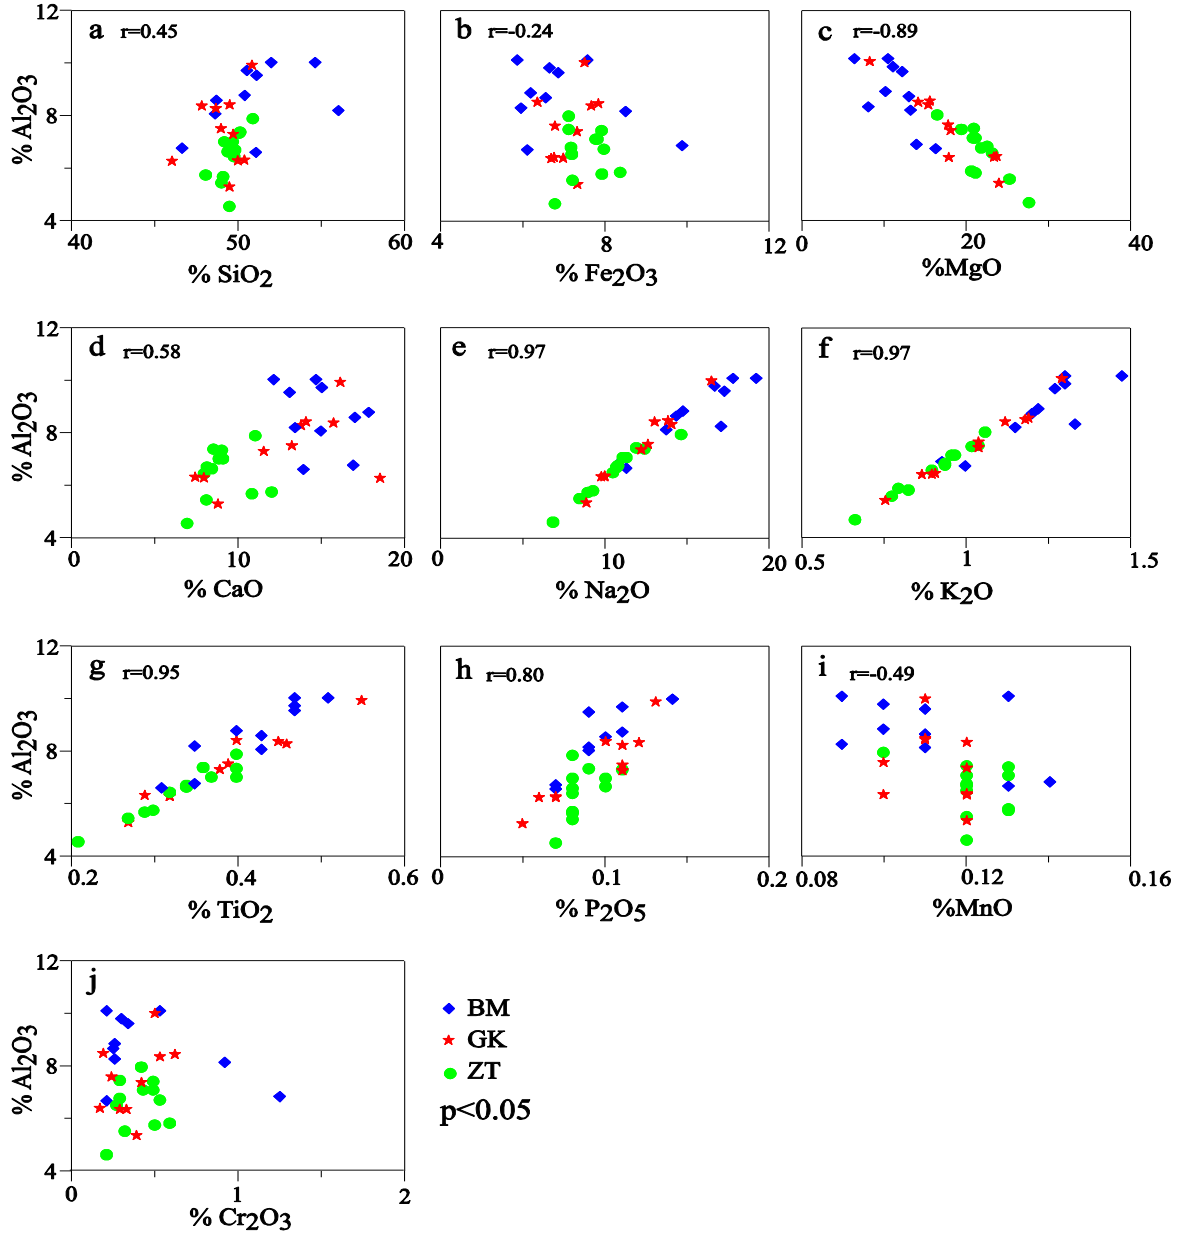 12
a r=0.45
b r=-0.24
c r=-0.89
% Al2O3
8
4
40 50 60
4 8 12
0 20 40
% SiO2
% Fe2O3
%MgO
12
d r=0.58
e r=0.97
f r=0.97
% Al2O3
8
4
0 10 20
0 10 20
0.5 1 1.5
% CaO
% Na2O
% K2O
12
g r=0.95
h r=0.80
i r=-0.49
% Al2O3
8
4
0.2 0.4 0.6
0 0.1 0.2
0.08 0.12 0.16
% TiO2
% P2O5
%MnO
12
j
% Al2O3
8
4
0 1 2
% Cr2O3
BM
GK
ZT
p<0.05